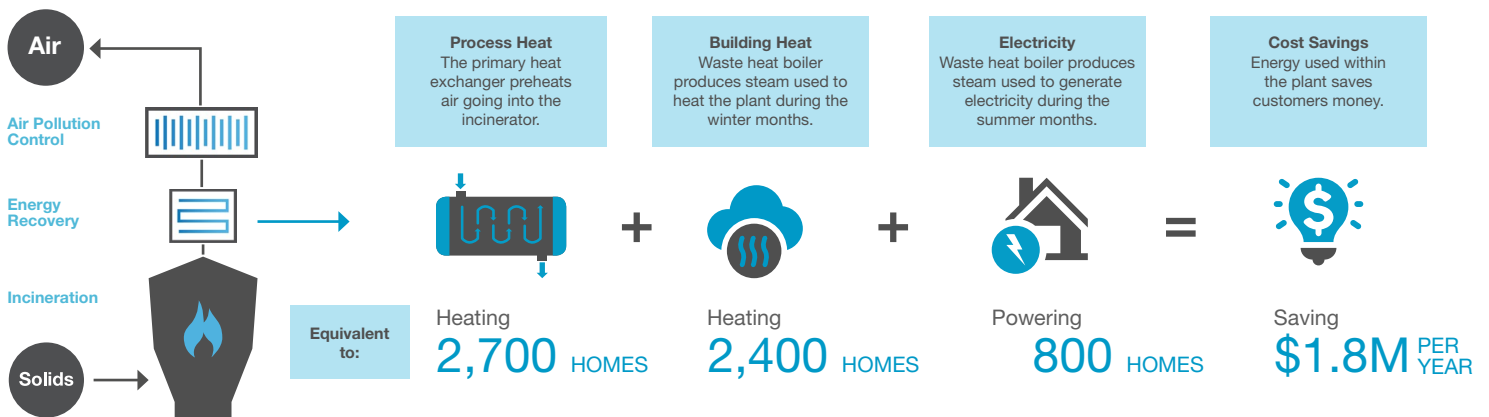 Air
Air Pollution
Control
Energy
Recovery
Incineration
Solids
Process Heat
The primary heat
exchanger preheats
air going into the
incinerator.
Building Heat
Waste heat boiler
produces steam used to
heat the plant during the
winter months.
Electricity
Waste heat boiler produces
steam used to generate
electricity during the
summer months.
Cost Savings
Energy used within
the plant saves
customers money.
+
+
=
$
Equivalent
to:
Heating
2,700 HOMES
Heating
2,400 HOMES
Powering
800 HOMES
Saving
$1.8M PER
YEAR